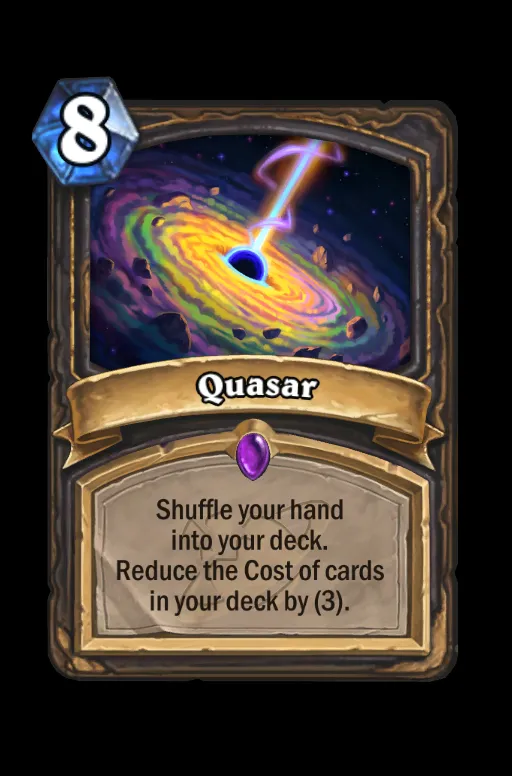 8
Quasar
Shuffle your hand
into your deck.
Reduce the Cost of cards
in your deck by (3).